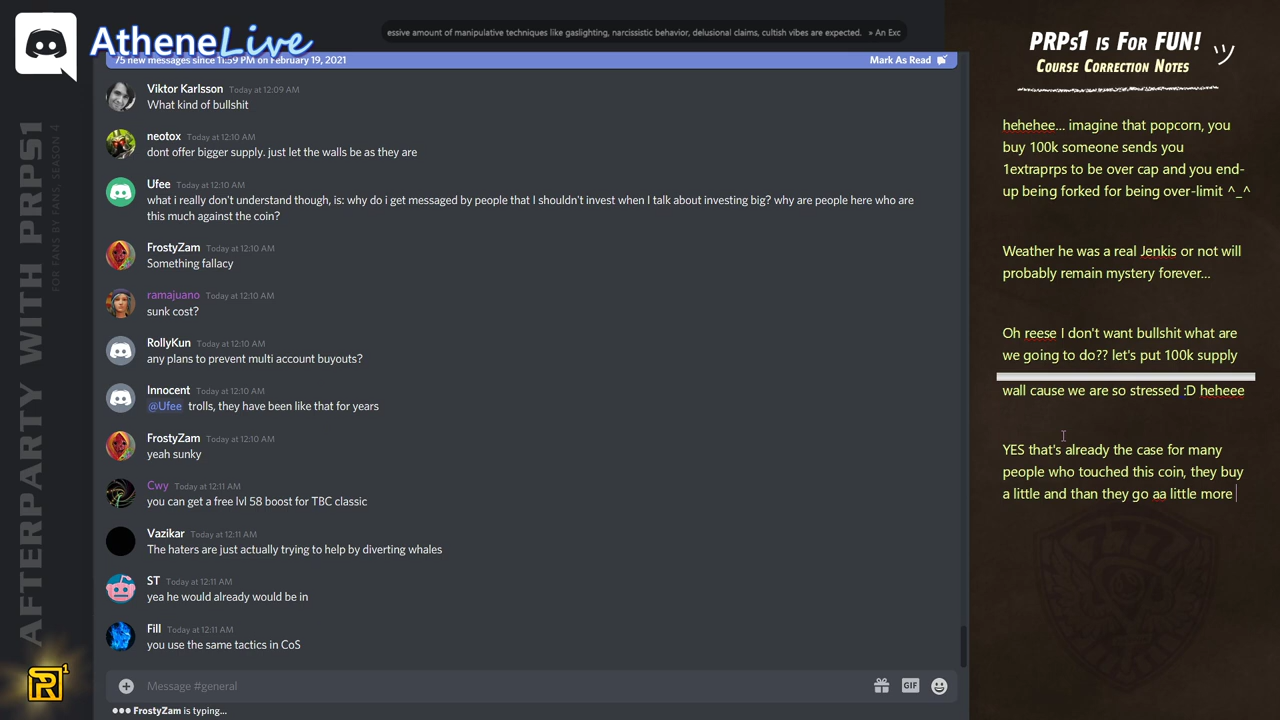 AtheneLive
essive amount of manipulative techniques like gaslighting, narcissistic behavior, delusional claims, cultish vibes are expected.   » An Exc
75 new messages since 11:59 PM on February 19, 2021
Mark As Read
Viktor Karlsson Today at 12:09 AM
What kind of bullshit
neotox Today at 12:10 AM
dont offer bigger supply. just let the walls be as they are
Ufee Today at 12:10 AM
what i really don't understand though, is: why do i get messaged by people that I shouldn't invest when I talk about investing big? why are people here who are
this much against the coin?
FrostyZam Today at 12:10 AM
Something fallacy
ramajuano Today at 12:10 AM
sunk cost?
RollyKun Today at 12:10 AM
any plans to prevent multi account buyouts?
Innocent Today at 12:10 AM
@Ufee trolls, they have been like that for years
FrostyZam Today at 12:10 AM
yeah sunky
Cwy Today at 12:11 AM
you can get a free lvl 58 boost for TBC classic
Vazikar Today at 12:11 AM
The haters are just actually trying to help by diverting whales
ST Today at 12:11 AM
yea he would already would be in
Fill Today at 12:11 AM
you use the same tactics in CoS
Message #general
GIF
FrostyZam is typing...
AFTERPARTY WITH PRPS1
FOR FANS BY FANS, SEASON 4
R1
PRPs1 is For FUN!
Course Correction Notes
ツ
hehehee... imagine that popcorn, you
buy 100k someone sends you
1extraprps to be over cap and you end-
up being forked for being over-limit ^_^
Weather he was a real Jenkis or not will
probably remain mystery forever...
Oh reese I don't want bullshit what are
we going to do?? let's put 100k supply
wall cause we are so stressed :D heheee
YES that's already the case for many
people who touched this coin, they buy
a little and than they go aa little more